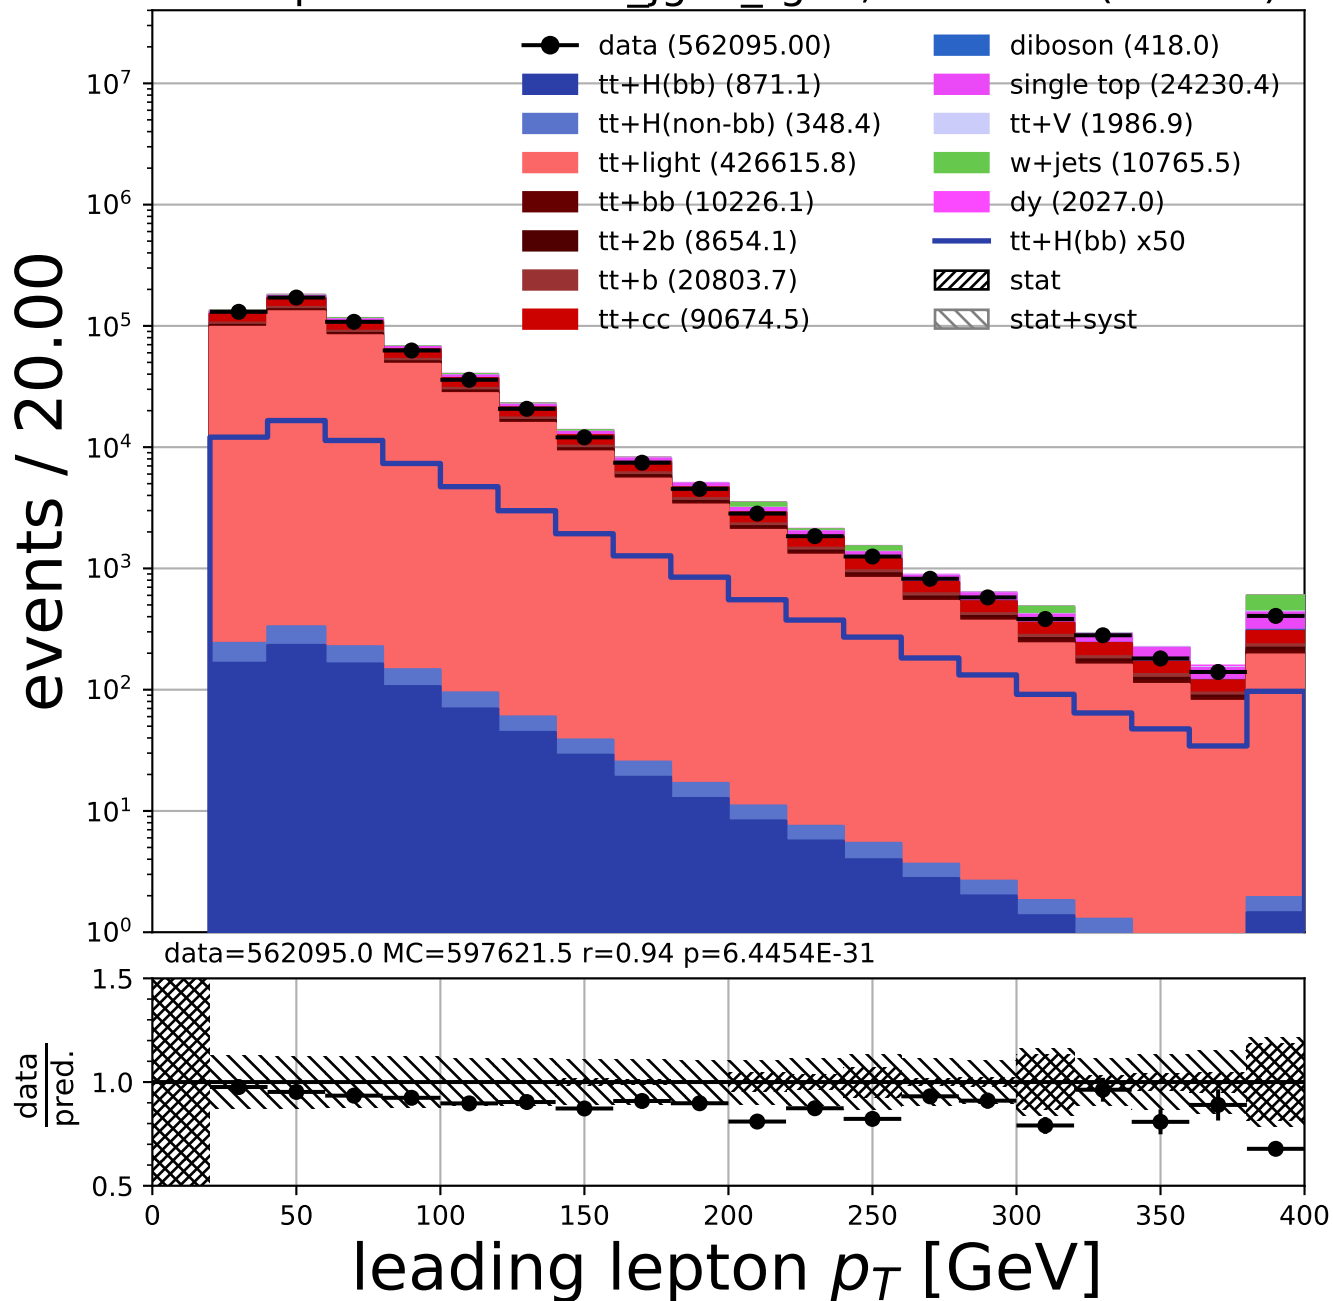 data (562095.00)
tt+H(bb) (871.1)
tt+H(non-bb) (348.4)
tt+light (426615.8)
tt+bb (10226.1)
tt+2b (8654.1)
tt+b (20803.7)
tt+cc (90674.5)
diboson (418.0)
single top (24230.4)
tt+V (1986.9)
w+jets (10765.5)
dy (2027.0)
tt+H(bb) x50
stat
stat+syst
events / 20.00
10⁷
10⁶
10⁵
10⁴
10³
10²
10¹
10⁰
data=562095.0 MC=597621.5 r=0.94 p=6.4454E-31
data
pred.
1.5
1.0
0.5
0 50 100 150 200 250 300 350 400
leading lepton p_T [GeV]